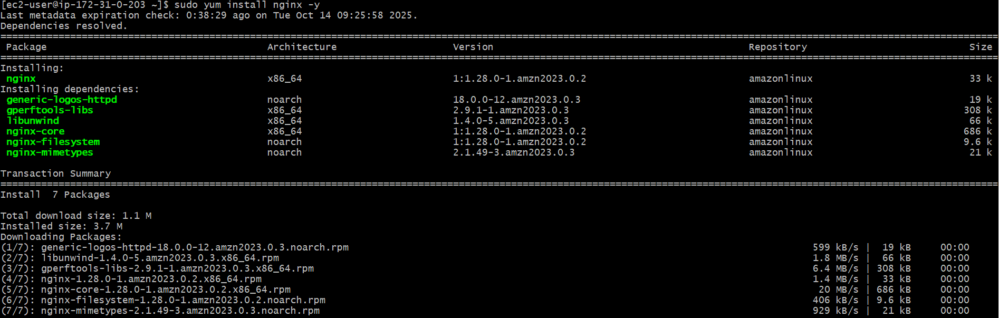 [ec2-user@ip-172-31-0-203 ~]$ sudo yum install nginx -y
Last metadata expiration check: 0:38:29 ago on Tue Oct 14 09:25:58 2025.
Dependencies resolved.
Package Architecture Version Repository Size
Installing:
nginx x86_64 1:1.28.0-1.amzn2023.0.2 amazonlinux 33 k
Installing dependencies:
generic-logos-httpd noarch 18.0.0-12.amzn2023.0.3 amazonlinux 19 k
gperftools-libs x86_64 2.9.1-1.amzn2023.0.3 amazonlinux 308 k
libunwind x86_64 1.4.0-5.amzn2023.0.3 amazonlinux 66 k
nginx-core x86_64 1:1.28.0-1.amzn2023.0.2 amazonlinux 686 k
nginx-filesystem noarch 1:1.28.0-1.amzn2023.0.2 amazonlinux 9.6 k
nginx-mimetypes noarch 2.1.49-3.amzn2023.0.3 amazonlinux 21 k
Transaction Summary
Install 7 Packages
Total download size: 1.1 M
Installed size: 3.7 M
Downloading Packages:
(1/7): generic-logos-httpd-18.0.0-12.amzn2023.0.3.noarch.rpm 599 kB/s | 19 kB 00:00
(2/7): libunwind-1.4.0-5.amzn2023.0.3.x86_64.rpm 1.8 MB/s | 66 kB 00:00
(3/7): gperftools-libs-2.9.1-1.amzn2023.0.3.x86_64.rpm 6.4 MB/s | 308 kB 00:00
(4/7): nginx-1.28.0-1.amzn2023.0.2.x86_64.rpm 1.4 MB/s | 33 kB 00:00
(5/7): nginx-core-1.28.0-1.amzn2023.0.2.x86_64.rpm 20 MB/s | 686 kB 00:00
(6/7): nginx-filesystem-1.28.0-1.amzn2023.0.2.noarch.rpm 406 kB/s | 9.6 kB 00:00
(7/7): nginx-mimetypes-2.1.49-3.amzn2023.0.3.noarch.rpm 929 kB/s | 21 kB 00:00